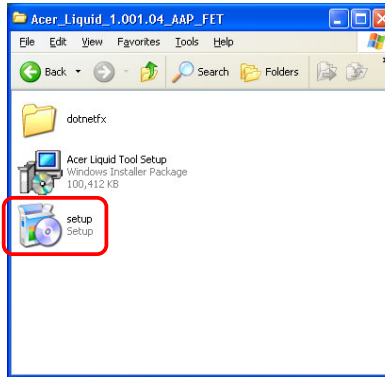 Acer_Liquid_1.001.04_AAP_FET
File Edit View Favorites Tools Help
Back Search Folders
dotnetfx
Acer Liquid Tool Setup
Windows Installer Package
100,412 KB
setup
Setup